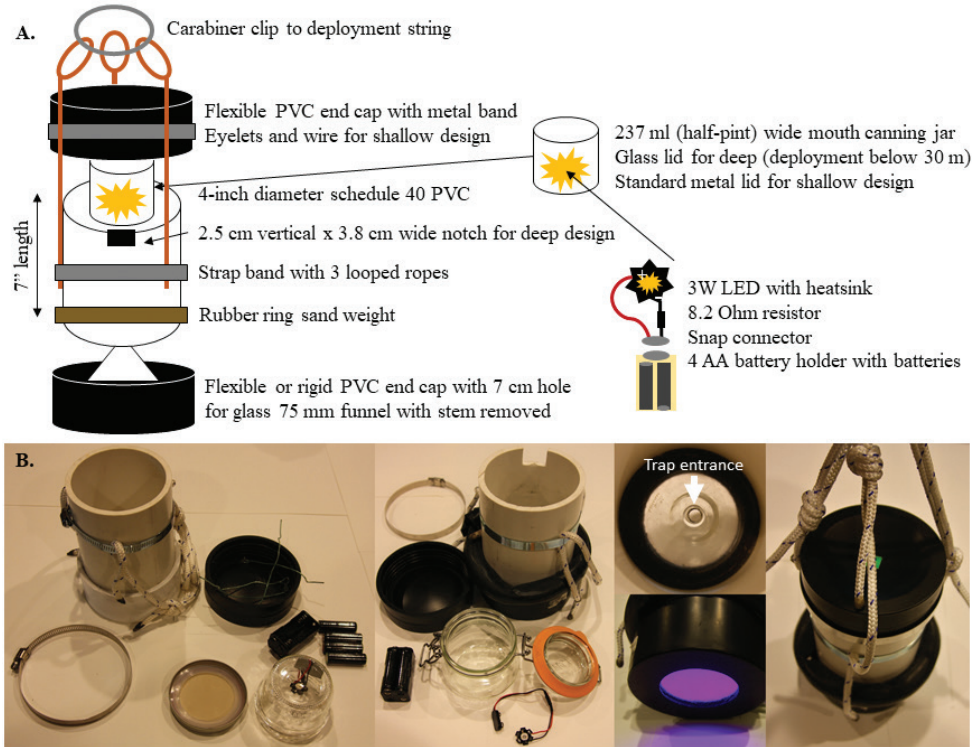 A.
Carabiner clip to deployment string
Flexible PVC end cap with metal band
Eyelets and wire for shallow design
237 ml (half-pint) wide mouth canning jar
Glass lid for deep (deployment below 30 m)
Standard metal lid for shallow design
4-inch diameter schedule 40 PVC
7” length
2.5 cm vertical x 3.8 cm wide notch for deep design
Strap band with 3 looped ropes
Rubber ring sand weight
3W LED with heatsink
8.2 Ohm resistor
Snap connector
4 AA battery holder with batteries
Flexible or rigid PVC end cap with 7 cm hole
for glass 75 mm funnel with stem removed
B.
Trap entrance